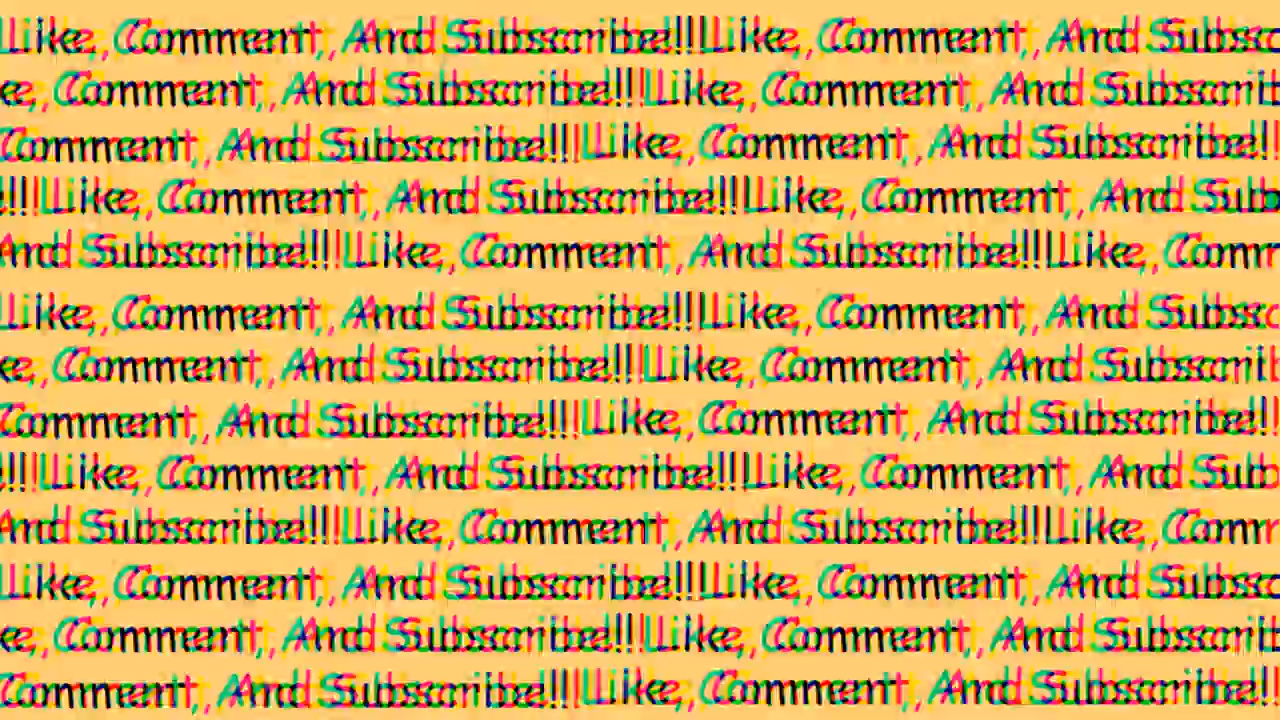 Like, Comment, And Subscribe!!!Like, Comment, And Subsc
ke, Comment, And Subscribe!!!Like, Comment, And Subscrib
Comment, And Subscribe!!!Like, Comment, And Subscribe!!
!!!Like, Comment, And Subscribe!!!Like, Comment, And Sub
And Subscribe!!!Like, Comment, And Subscribe!!!Like, Comm
Like, Comment, And Subscribe!!!Like, Comment, And Subsc
ke, Comment, And Subscribe!!!Like, Comment, And Subscrib
Comment, And Subscribe!!!Like, Comment, And Subscribe!!
!!!Like, Comment, And Subscribe!!!Like, Comment, And Sub
And Subscribe!!!Like, Comment, And Subscribe!!!Like, Comm
Like, Comment, And Subscribe!!!Like, Comment, And Subsc
ke, Comment, And Subscribe!!!Like, Comment, And Subscrib
Comment, And Subscribe!!!Like, Comment, And Subscribe!!